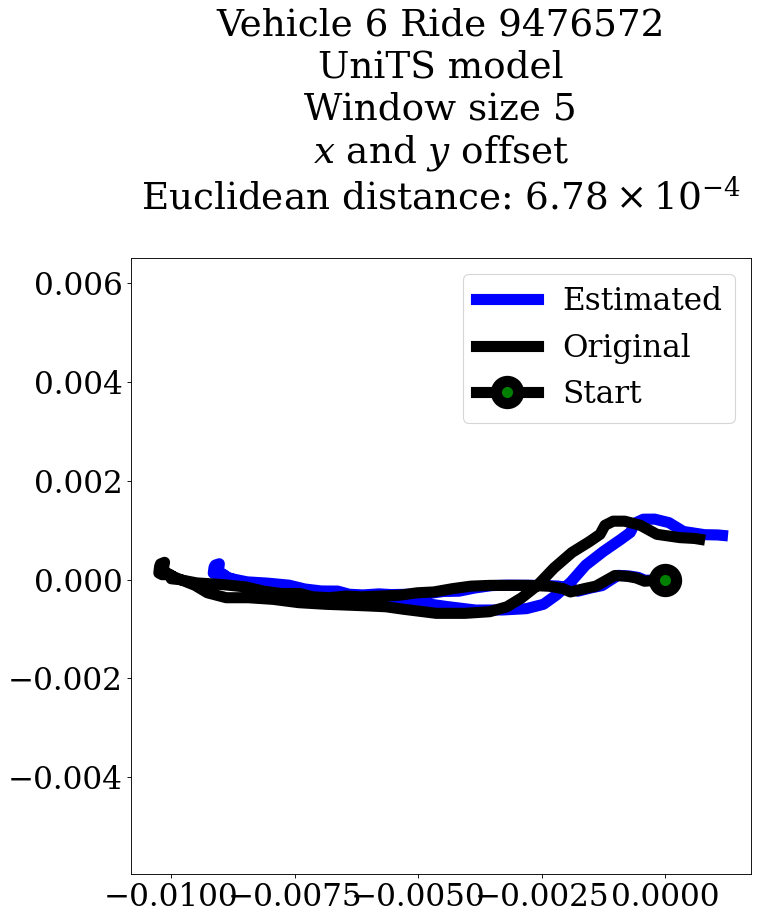 Vehicle 6 Ride 9476572
UniTS model
Window size 5
x and y offset
Euclidean distance: 6.78 × 10⁻⁴
Estimated
Original
Start
0.006
0.004
0.002
0.000
−0.002
−0.004
−0.0100 −0.0075 −0.0050 −0.0025 0.0000